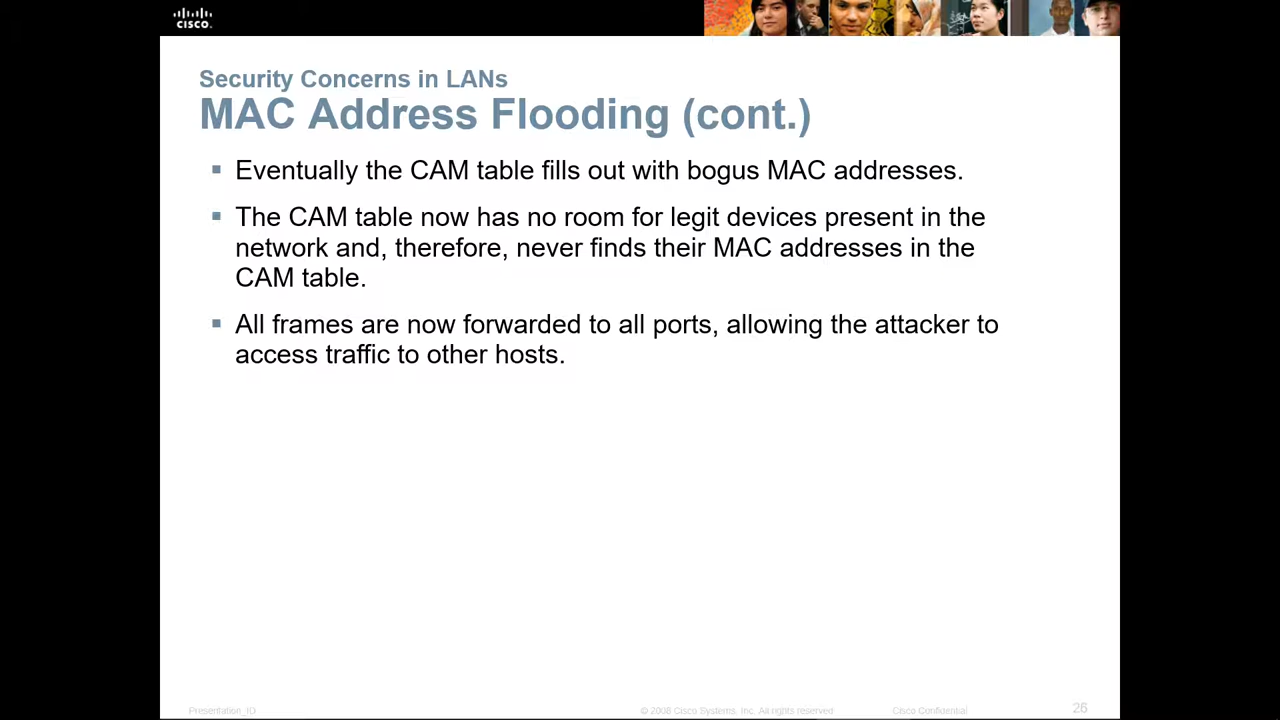 CISCO
Security Concerns in LANs
MAC Address Flooding (cont.)
▪ Eventually the CAM table fills out with bogus MAC addresses.
▪ The CAM table now has no room for legit devices present in the
network and, therefore, never finds their MAC addresses in the
CAM table.
▪ All frames are now forwarded to all ports, allowing the attacker to
access traffic to other hosts.
Presentation_ID
© 2008 Cisco Systems, Inc. All rights reserved
Cisco Confidential
26